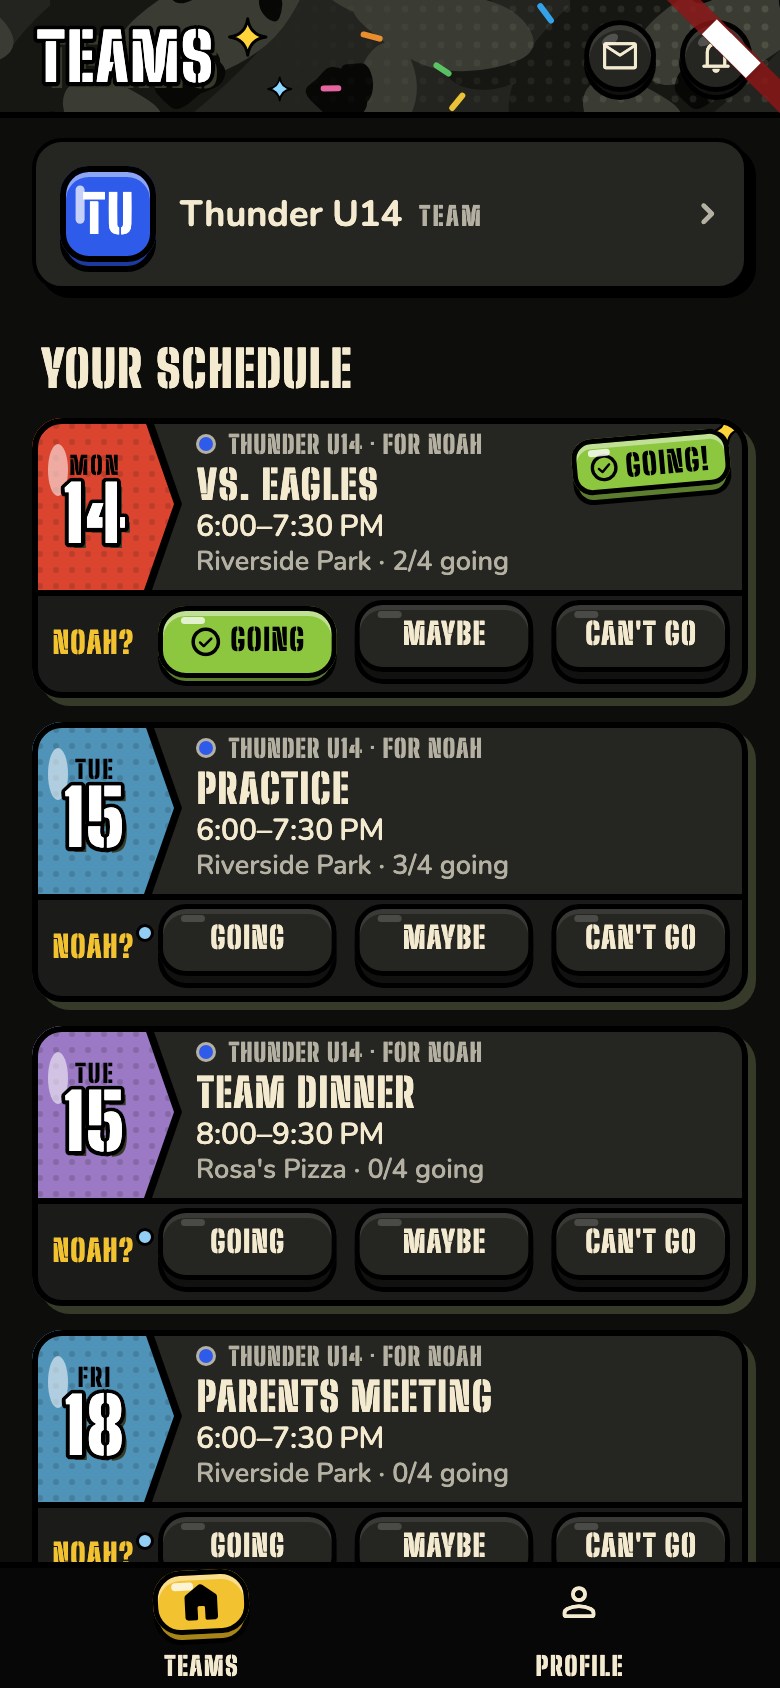 TEAMS
TU
Thunder U14 TEAM
YOUR SCHEDULE
MON
14
THUNDER U14 · FOR NOAH
VS. EAGLES
6:00–7:30 PM
Riverside Park · 2/4 going
GOING!
NOAH?
GOING
MAYBE
CAN'T GO
TUE
15
THUNDER U14 · FOR NOAH
PRACTICE
6:00–7:30 PM
Riverside Park · 3/4 going
NOAH?
GOING
MAYBE
CAN'T GO
TUE
15
THUNDER U14 · FOR NOAH
TEAM DINNER
8:00–9:30 PM
Rosa's Pizza · 0/4 going
NOAH?
GOING
MAYBE
CAN'T GO
FRI
18
THUNDER U14 · FOR NOAH
PARENTS MEETING
6:00–7:30 PM
Riverside Park · 0/4 going
NOAH?
GOING
MAYBE
CAN'T GO
TEAMS
PROFILE